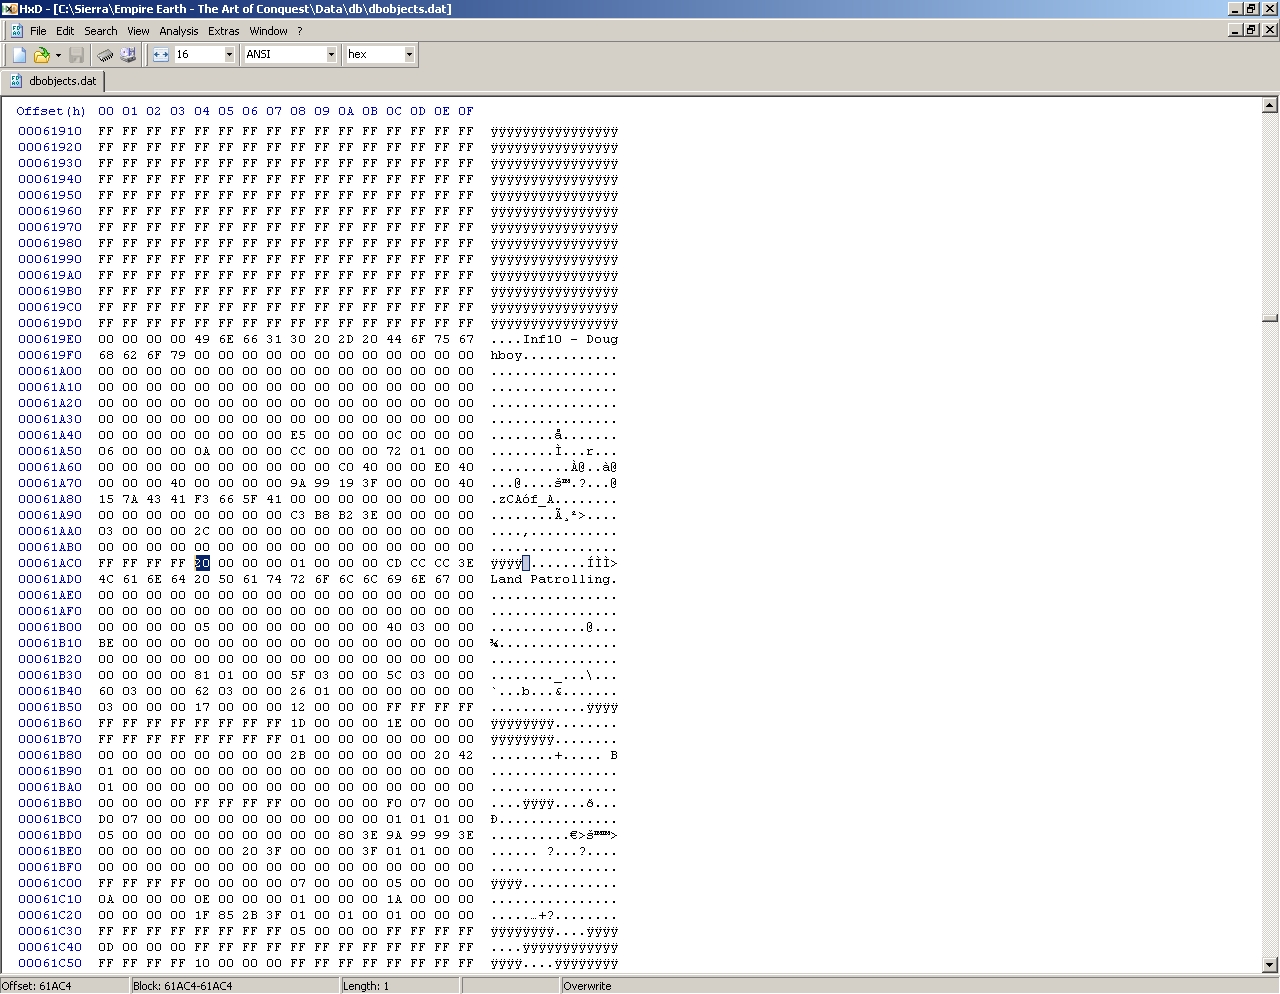 HxD - [C:\Sierra\Empire Earth - The Art of Conquest\Data\db\dbobjects.dat]
File Edit Search View Analysis Extras Window ?
16 ANSI hex
dbobjects.dat
Offset(h) 00 01 02 03 04 05 06 07 08 09 0A 0B 0C 0D 0E 0F
00061910 FF FF FF FF FF FF FF FF FF FF FF FF FF FF FF FF ÿÿÿÿÿÿÿÿÿÿÿÿÿÿÿÿ
00061920 FF FF FF FF FF FF FF FF FF FF FF FF FF FF FF FF ÿÿÿÿÿÿÿÿÿÿÿÿÿÿÿÿ
00061930 FF FF FF FF FF FF FF FF FF FF FF FF FF FF FF FF ÿÿÿÿÿÿÿÿÿÿÿÿÿÿÿÿ
00061940 FF FF FF FF FF FF FF FF FF FF FF FF FF FF FF FF ÿÿÿÿÿÿÿÿÿÿÿÿÿÿÿÿ
00061950 FF FF FF FF FF FF FF FF FF FF FF FF FF FF FF FF ÿÿÿÿÿÿÿÿÿÿÿÿÿÿÿÿ
00061960 FF FF FF FF FF FF FF FF FF FF FF FF FF FF FF FF ÿÿÿÿÿÿÿÿÿÿÿÿÿÿÿÿ
00061970 FF FF FF FF FF FF FF FF FF FF FF FF FF FF FF FF ÿÿÿÿÿÿÿÿÿÿÿÿÿÿÿÿ
00061980 FF FF FF FF FF FF FF FF FF FF FF FF FF FF FF FF ÿÿÿÿÿÿÿÿÿÿÿÿÿÿÿÿ
00061990 FF FF FF FF FF FF FF FF FF FF FF FF FF FF FF FF ÿÿÿÿÿÿÿÿÿÿÿÿÿÿÿÿ
000619A0 FF FF FF FF FF FF FF FF FF FF FF FF FF FF FF FF ÿÿÿÿÿÿÿÿÿÿÿÿÿÿÿÿ
000619B0 FF FF FF FF FF FF FF FF FF FF FF FF FF FF FF FF ÿÿÿÿÿÿÿÿÿÿÿÿÿÿÿÿ
000619C0 FF FF FF FF FF FF FF FF FF FF FF FF FF FF FF FF ÿÿÿÿÿÿÿÿÿÿÿÿÿÿÿÿ
000619D0 FF FF FF FF FF FF FF FF FF FF FF FF FF FF FF FF ÿÿÿÿÿÿÿÿÿÿÿÿÿÿÿÿ
000619E0 00 00 00 00 49 6E 66 31 30 20 2D 20 44 6F 75 67 ....Inf10 - Doug
000619F0 68 62 6F 79 00 00 00 00 00 00 00 00 00 00 00 00 hboy............
00061A00 00 00 00 00 00 00 00 00 00 00 00 00 00 00 00 00 ................
00061A10 00 00 00 00 00 00 00 00 00 00 00 00 00 00 00 00 ................
00061A20 00 00 00 00 00 00 00 00 00 00 00 00 00 00 00 00 ................
00061A30 00 00 00 00 00 00 00 00 00 00 00 00 00 00 00 00 ................
00061A40 00 00 00 00 00 00 00 00 E5 00 00 00 0C 00 00 00 ........å.......
00061A50 06 00 00 00 0A 00 00 00 CC 00 00 00 72 01 00 00 ........Ì...r...
00061A60 00 00 00 00 00 00 00 00 00 00 C0 40 00 00 E0 40 ..........À@..à@
00061A70 00 00 00 40 00 00 00 00 9A 99 19 3F 00 00 00 40 ...@....š™.?...@
00061A80 15 7A 43 41 F3 66 5F 41 00 00 00 00 00 00 00 00 .zCAóf_A........
00061A90 00 00 00 00 00 00 00 00 C3 B8 B2 3E 00 00 00 00 ........Ã¸²>....
00061AA0 03 00 00 00 2C 00 00 00 00 00 00 00 00 00 00 00 ....,...........
00061AB0 00 00 00 00 00 00 00 00 00 00 00 00 00 00 00 00 ................
00061AC0 FF FF FF FF 20 00 00 00 01 00 00 00 CD CC CC 3E ÿÿÿÿ .......ÍÌÌ>
00061AD0 4C 61 6E 64 20 50 61 74 72 6F 6C 6C 69 6E 67 00 Land Patrolling.
00061AE0 00 00 00 00 00 00 00 00 00 00 00 00 00 00 00 00 ................
00061AF0 00 00 00 00 00 00 00 00 00 00 00 00 00 00 00 00 ................
00061B00 00 00 00 00 05 00 00 00 00 00 00 00 40 03 00 00 ............@...
00061B10 BE 00 00 00 00 00 00 00 00 00 00 00 00 00 00 00 ¾...............
00061B20 00 00 00 00 00 00 00 00 00 00 00 00 00 00 00 00 ................
00061B30 00 00 00 00 81 01 00 00 5F 03 00 00 5C 03 00 00 ........_...\...
00061B40 60 03 00 00 62 03 00 00 26 01 00 00 00 00 00 00 `...b...&.......
00061B50 03 00 00 00 17 00 00 00 12 00 00 00 FF FF FF FF ............ÿÿÿÿ
00061B60 FF FF FF FF FF FF FF FF 1D 00 00 00 1E 00 00 00 ÿÿÿÿÿÿÿÿ........
00061B70 FF FF FF FF FF FF FF FF 01 00 00 00 00 00 00 00 ÿÿÿÿÿÿÿÿ........
00061B80 00 00 00 00 00 00 00 00 2B 00 00 00 00 00 20 42 ........+..... B
00061B90 01 00 00 00 00 00 00 00 00 00 00 00 00 00 00 00 ................
00061BA0 01 00 00 00 00 00 00 00 00 00 00 00 00 00 00 00 ................
00061BB0 00 00 00 00 FF FF FF FF 00 00 00 00 F0 07 00 00 ....ÿÿÿÿ....ð...
00061BC0 D0 07 00 00 00 00 00 00 00 00 00 00 01 01 01 00 Ð...............
00061BD0 05 00 00 00 00 00 00 00 00 00 80 3E 9A 99 99 3E ..........€>š™™>
00061BE0 00 00 00 00 00 00 20 3F 00 00 00 3F 01 01 00 00 ...... ?...?....
00061BF0 00 00 00 00 00 00 00 00 00 00 00 00 00 00 00 00 ................
00061C00 FF FF FF FF 00 00 00 00 07 00 00 00 05 00 00 00 ÿÿÿÿ............
00061C10 0A 00 00 00 0E 00 00 00 01 00 00 00 1A 00 00 00 ................
00061C20 00 00 00 00 1F 85 2B 3F 01 00 01 00 01 00 00 00 .....…+?........
00061C30 FF FF FF FF FF FF FF FF 05 00 00 00 FF FF FF FF ÿÿÿÿÿÿÿÿ....ÿÿÿÿ
00061C40 0D 00 00 00 FF FF FF FF FF FF FF FF FF FF FF FF ....ÿÿÿÿÿÿÿÿÿÿÿÿ
00061C50 FF FF FF FF 10 00 00 00 FF FF FF FF FF FF FF FF ÿÿÿÿ....ÿÿÿÿÿÿÿÿ
Offset: 61AC4 Block: 61AC4-61AC4 Length: 1 Overwrite